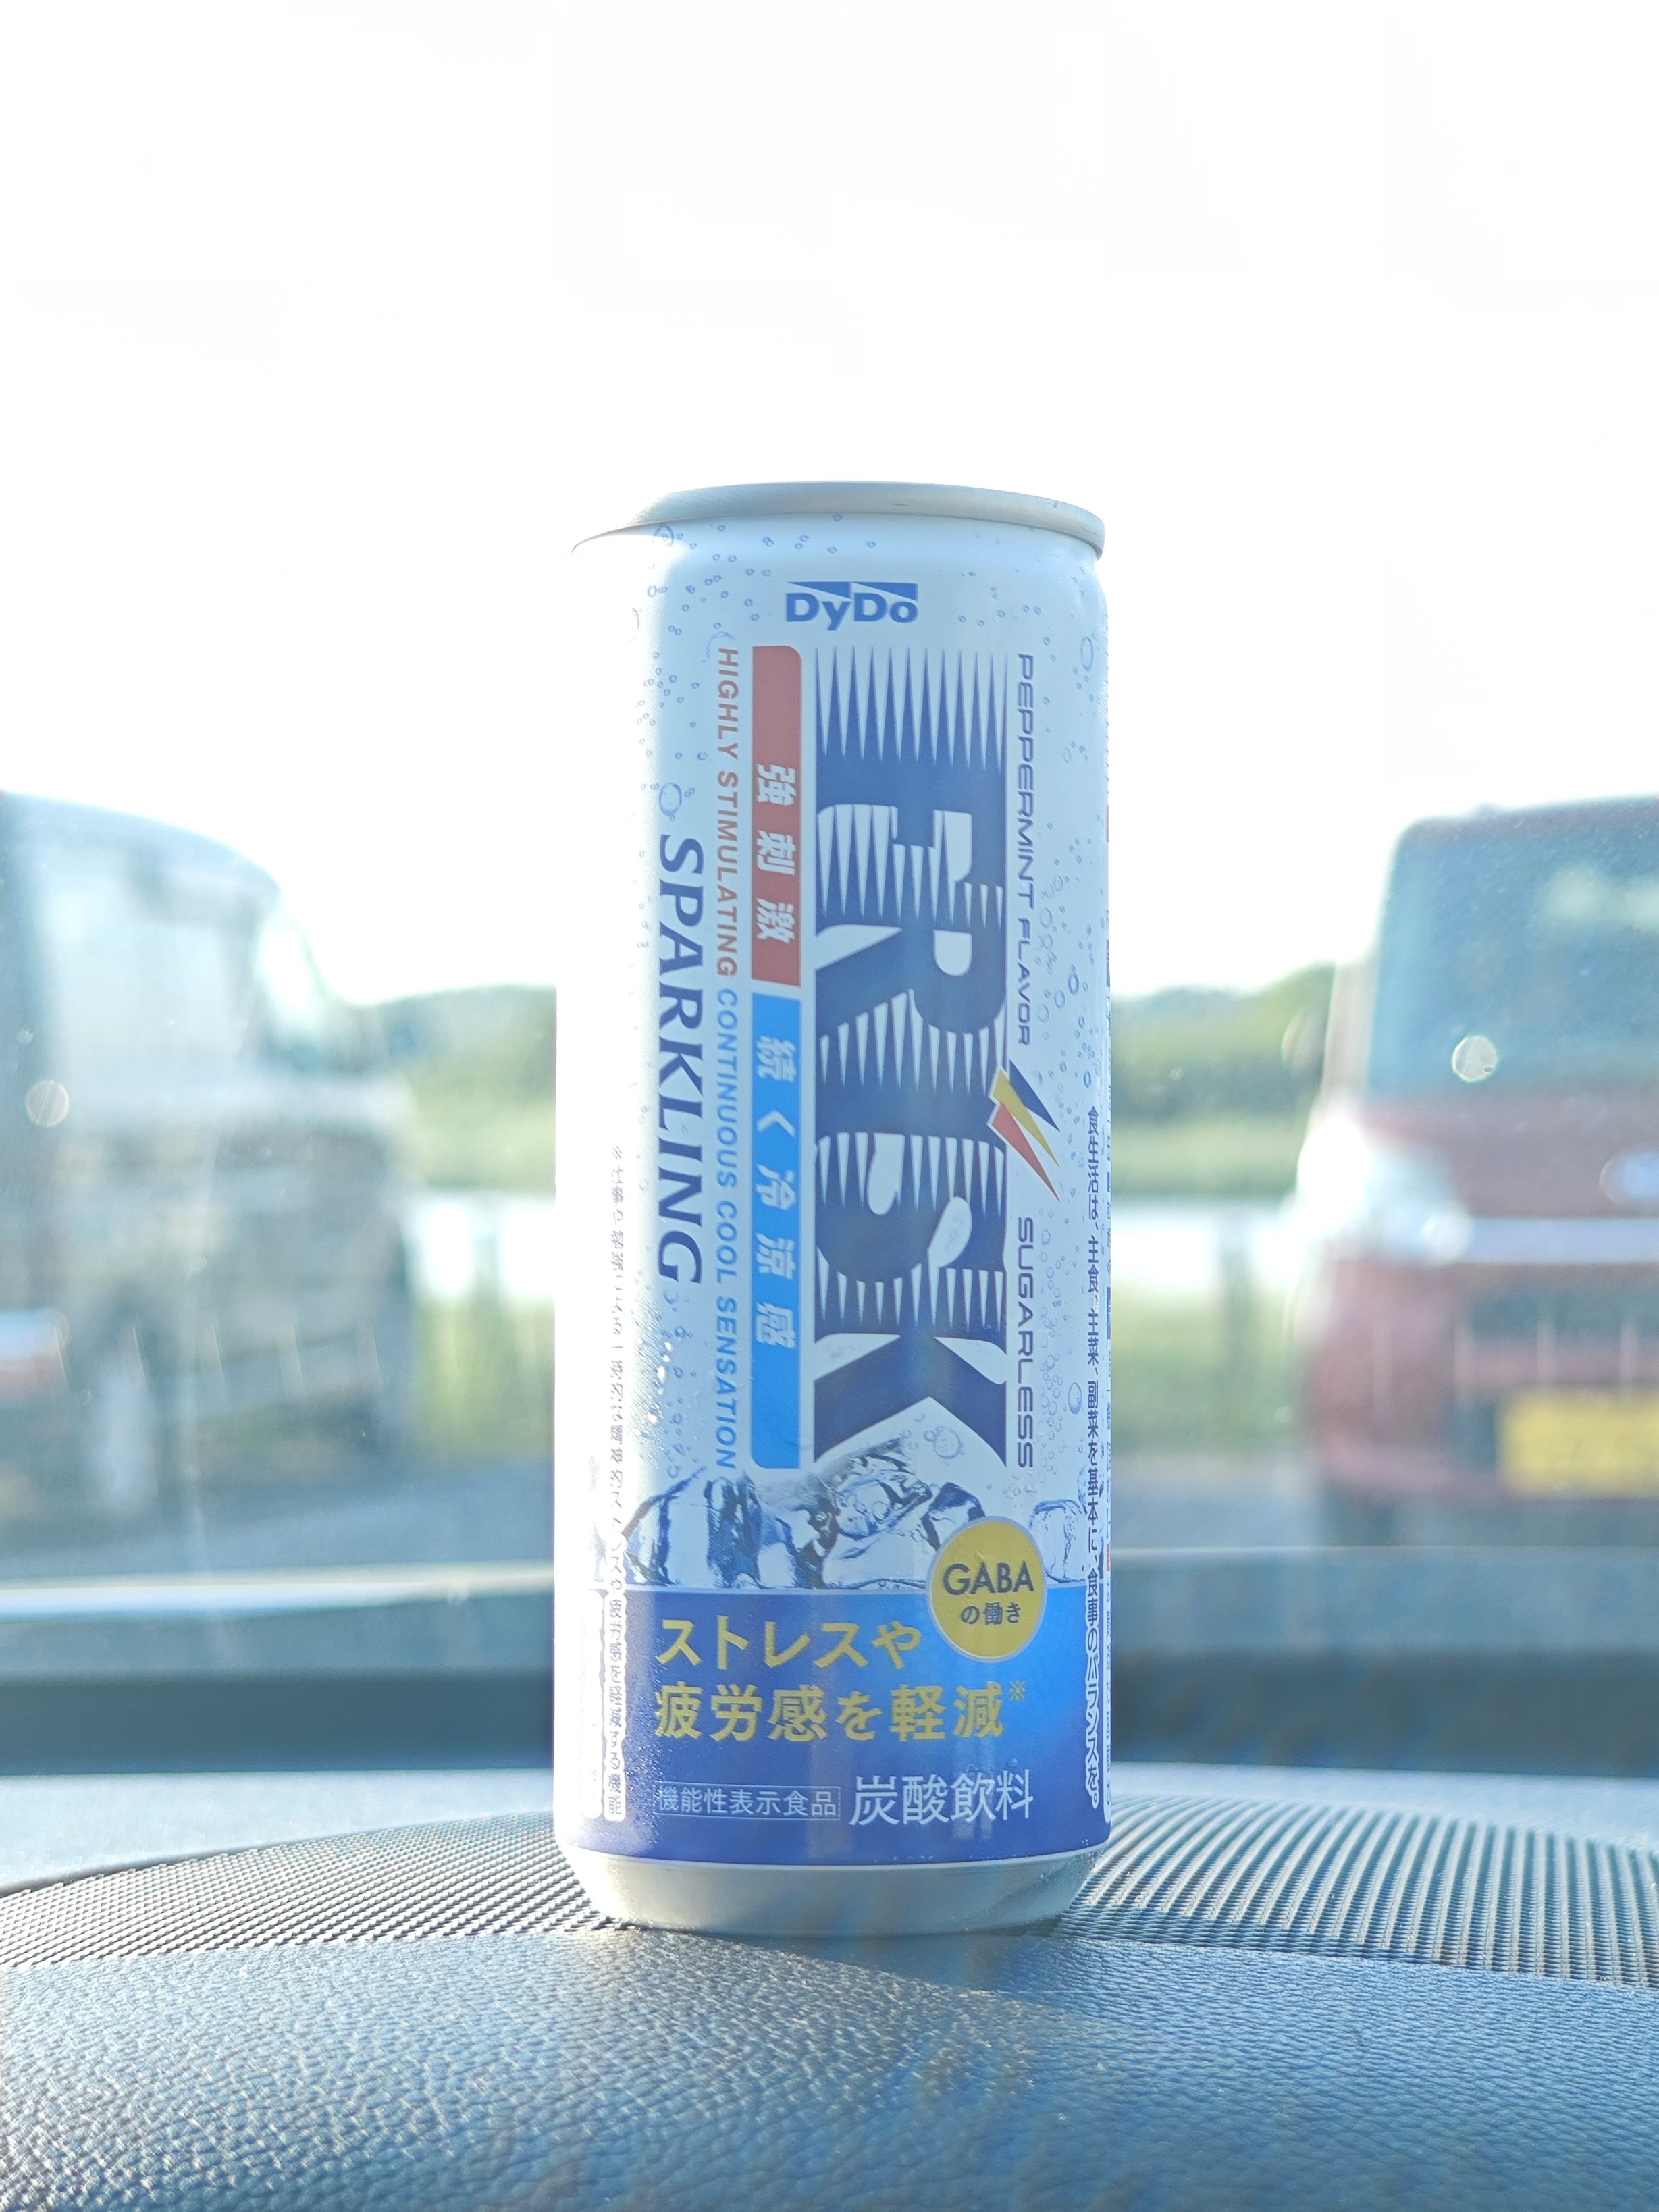 DyDo
PEPPERMINT FLAVOR
SUGARLESS
FRISK
強刺激
続く冷涼感
HIGHLY STIMULATING
CONTINUOUS COOL SENSATION
SPARKLING
GABA
の働き
ストレスや
疲労感を軽減※
機能性表示食品
炭酸飲料
食生活は、主食、主菜、副菜を基本に、食事のバランスを。